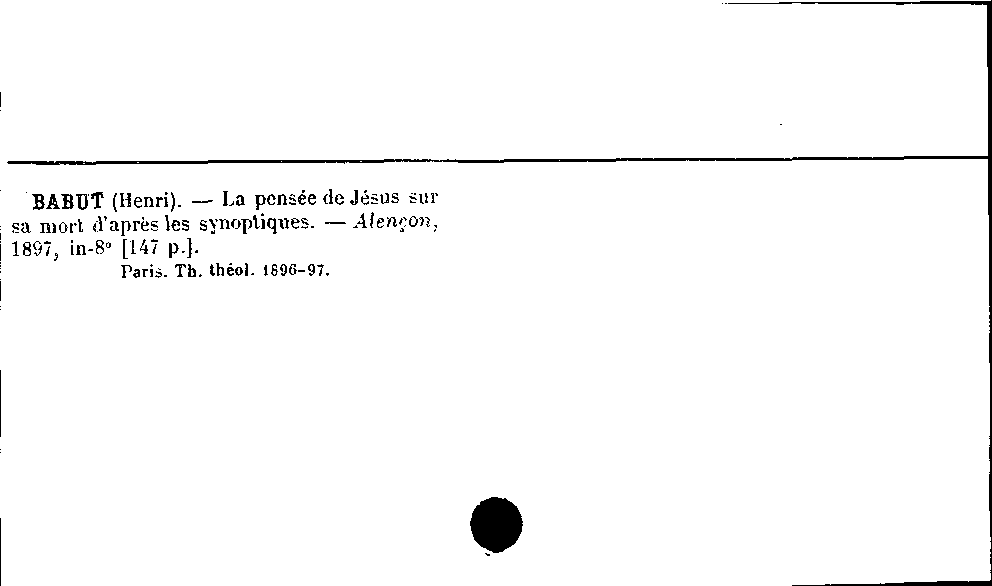 BABUT (Henri). — La pensée de Jésus sur
sa mort d'après les synoptiques. — Alençon,
1897, in-8° [147 p.].
Paris. Th. théol. 1896-97.